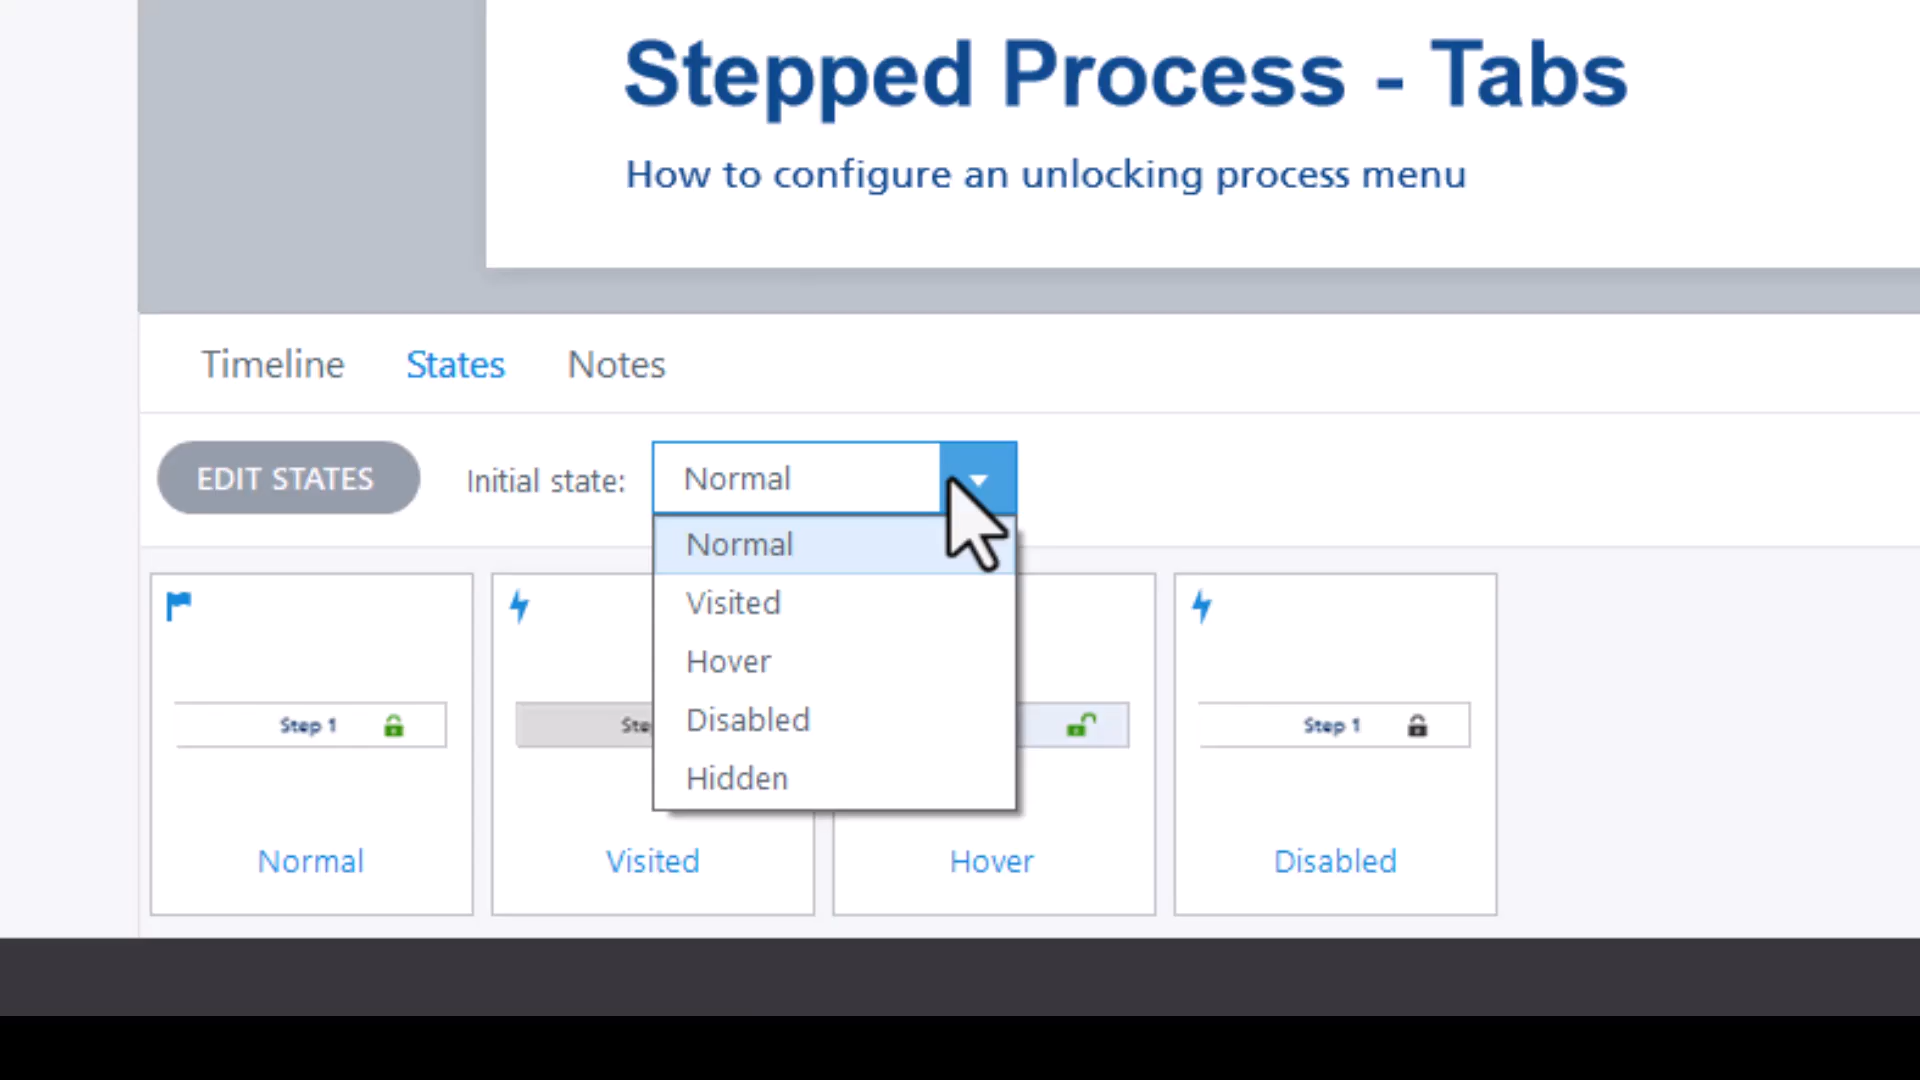 Stepped Process - Tabs
How to configure an unlocking process menu
Timeline States Notes
EDIT STATES Initial state: Normal
Normal
Visited
Hover
Disabled
Hidden
Step 1 Ste Step 1
Normal Visited Hover Disabled